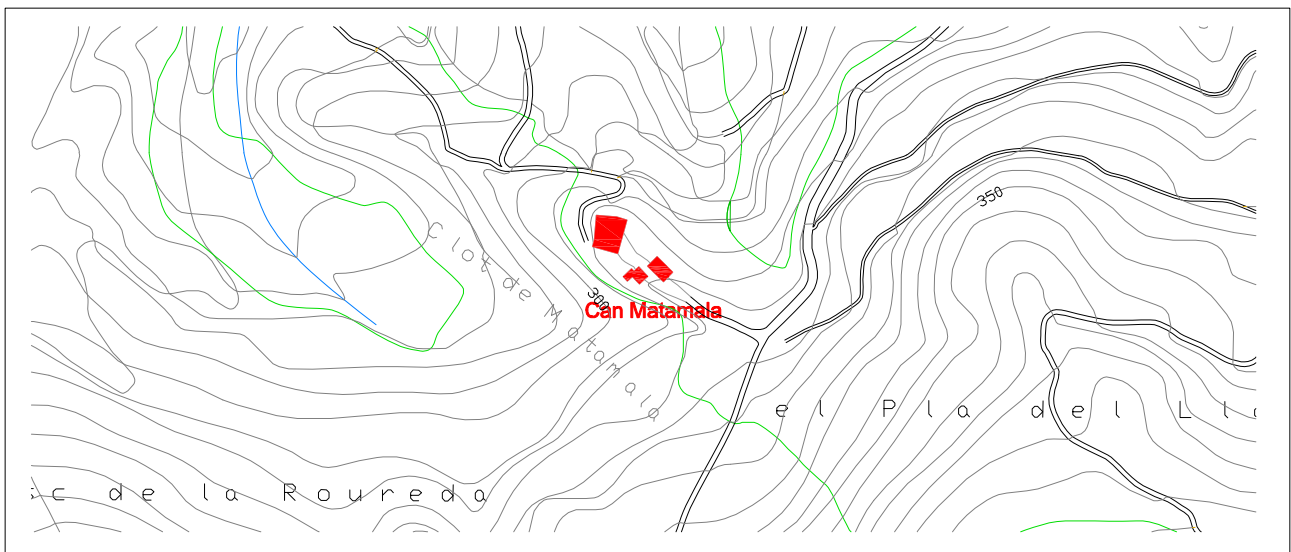 350
Clot de Matamala
300
Can Matamala
el Pla del Ll
de la Roureda